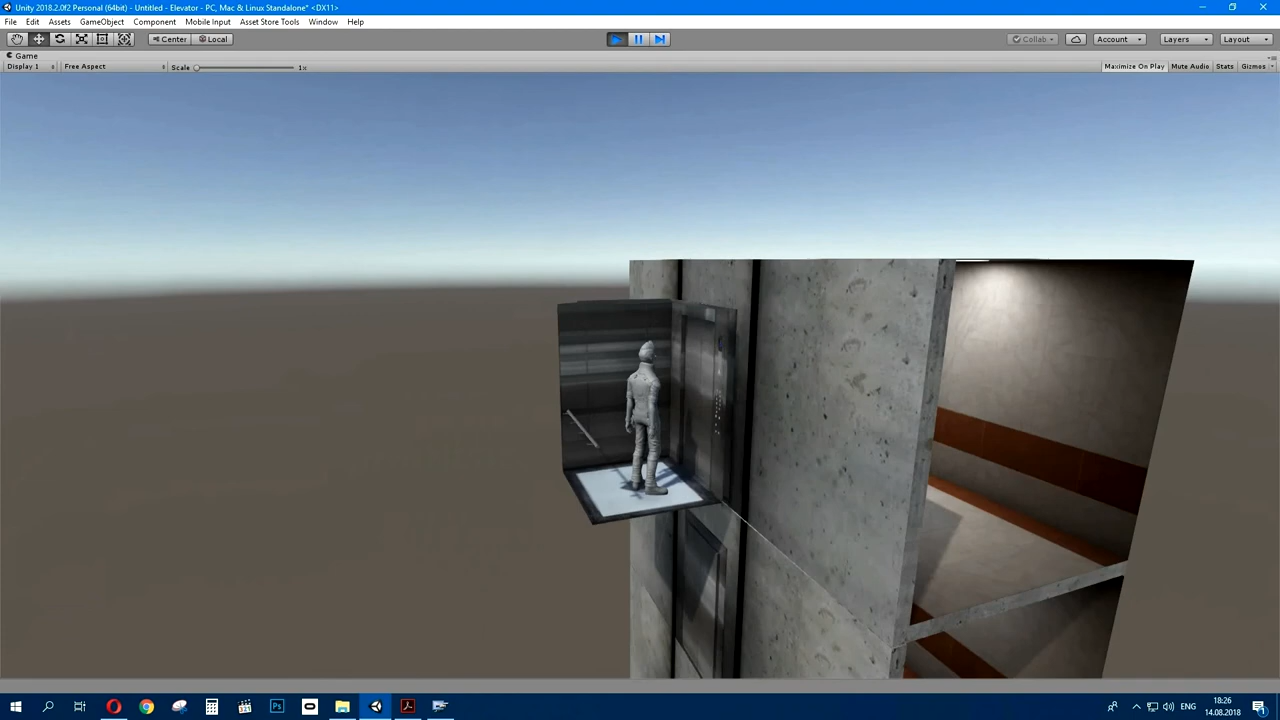 Unity 2018.2.0f2 Personal (64bit) - Untitled - Elevator - PC, Mac & Linux Standalone* <DX11>
File Edit Assets GameObject Component Mobile Input Asset Store Tools Window Help
Center Local Collab Account Layers Layout
Game
Display 1 Free Aspect Scale 1x Maximize On Play Mute Audio Stats Gizmos
Ps ENG 18:26
14.08.2018 1